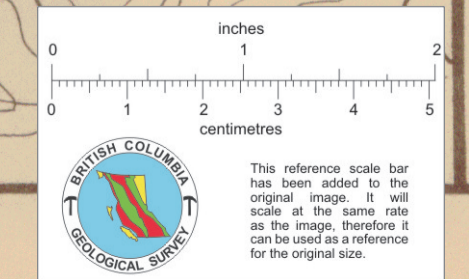 inches
0 1 2
0 1 2 3 4 5
centimetres
BRITISH COLUMBIA
GEOLOGICAL SURVEY
This reference scale bar
has been added to the
original image. It will
scale at the same rate
as the image, therefore it
can be used as a reference
for the original size.